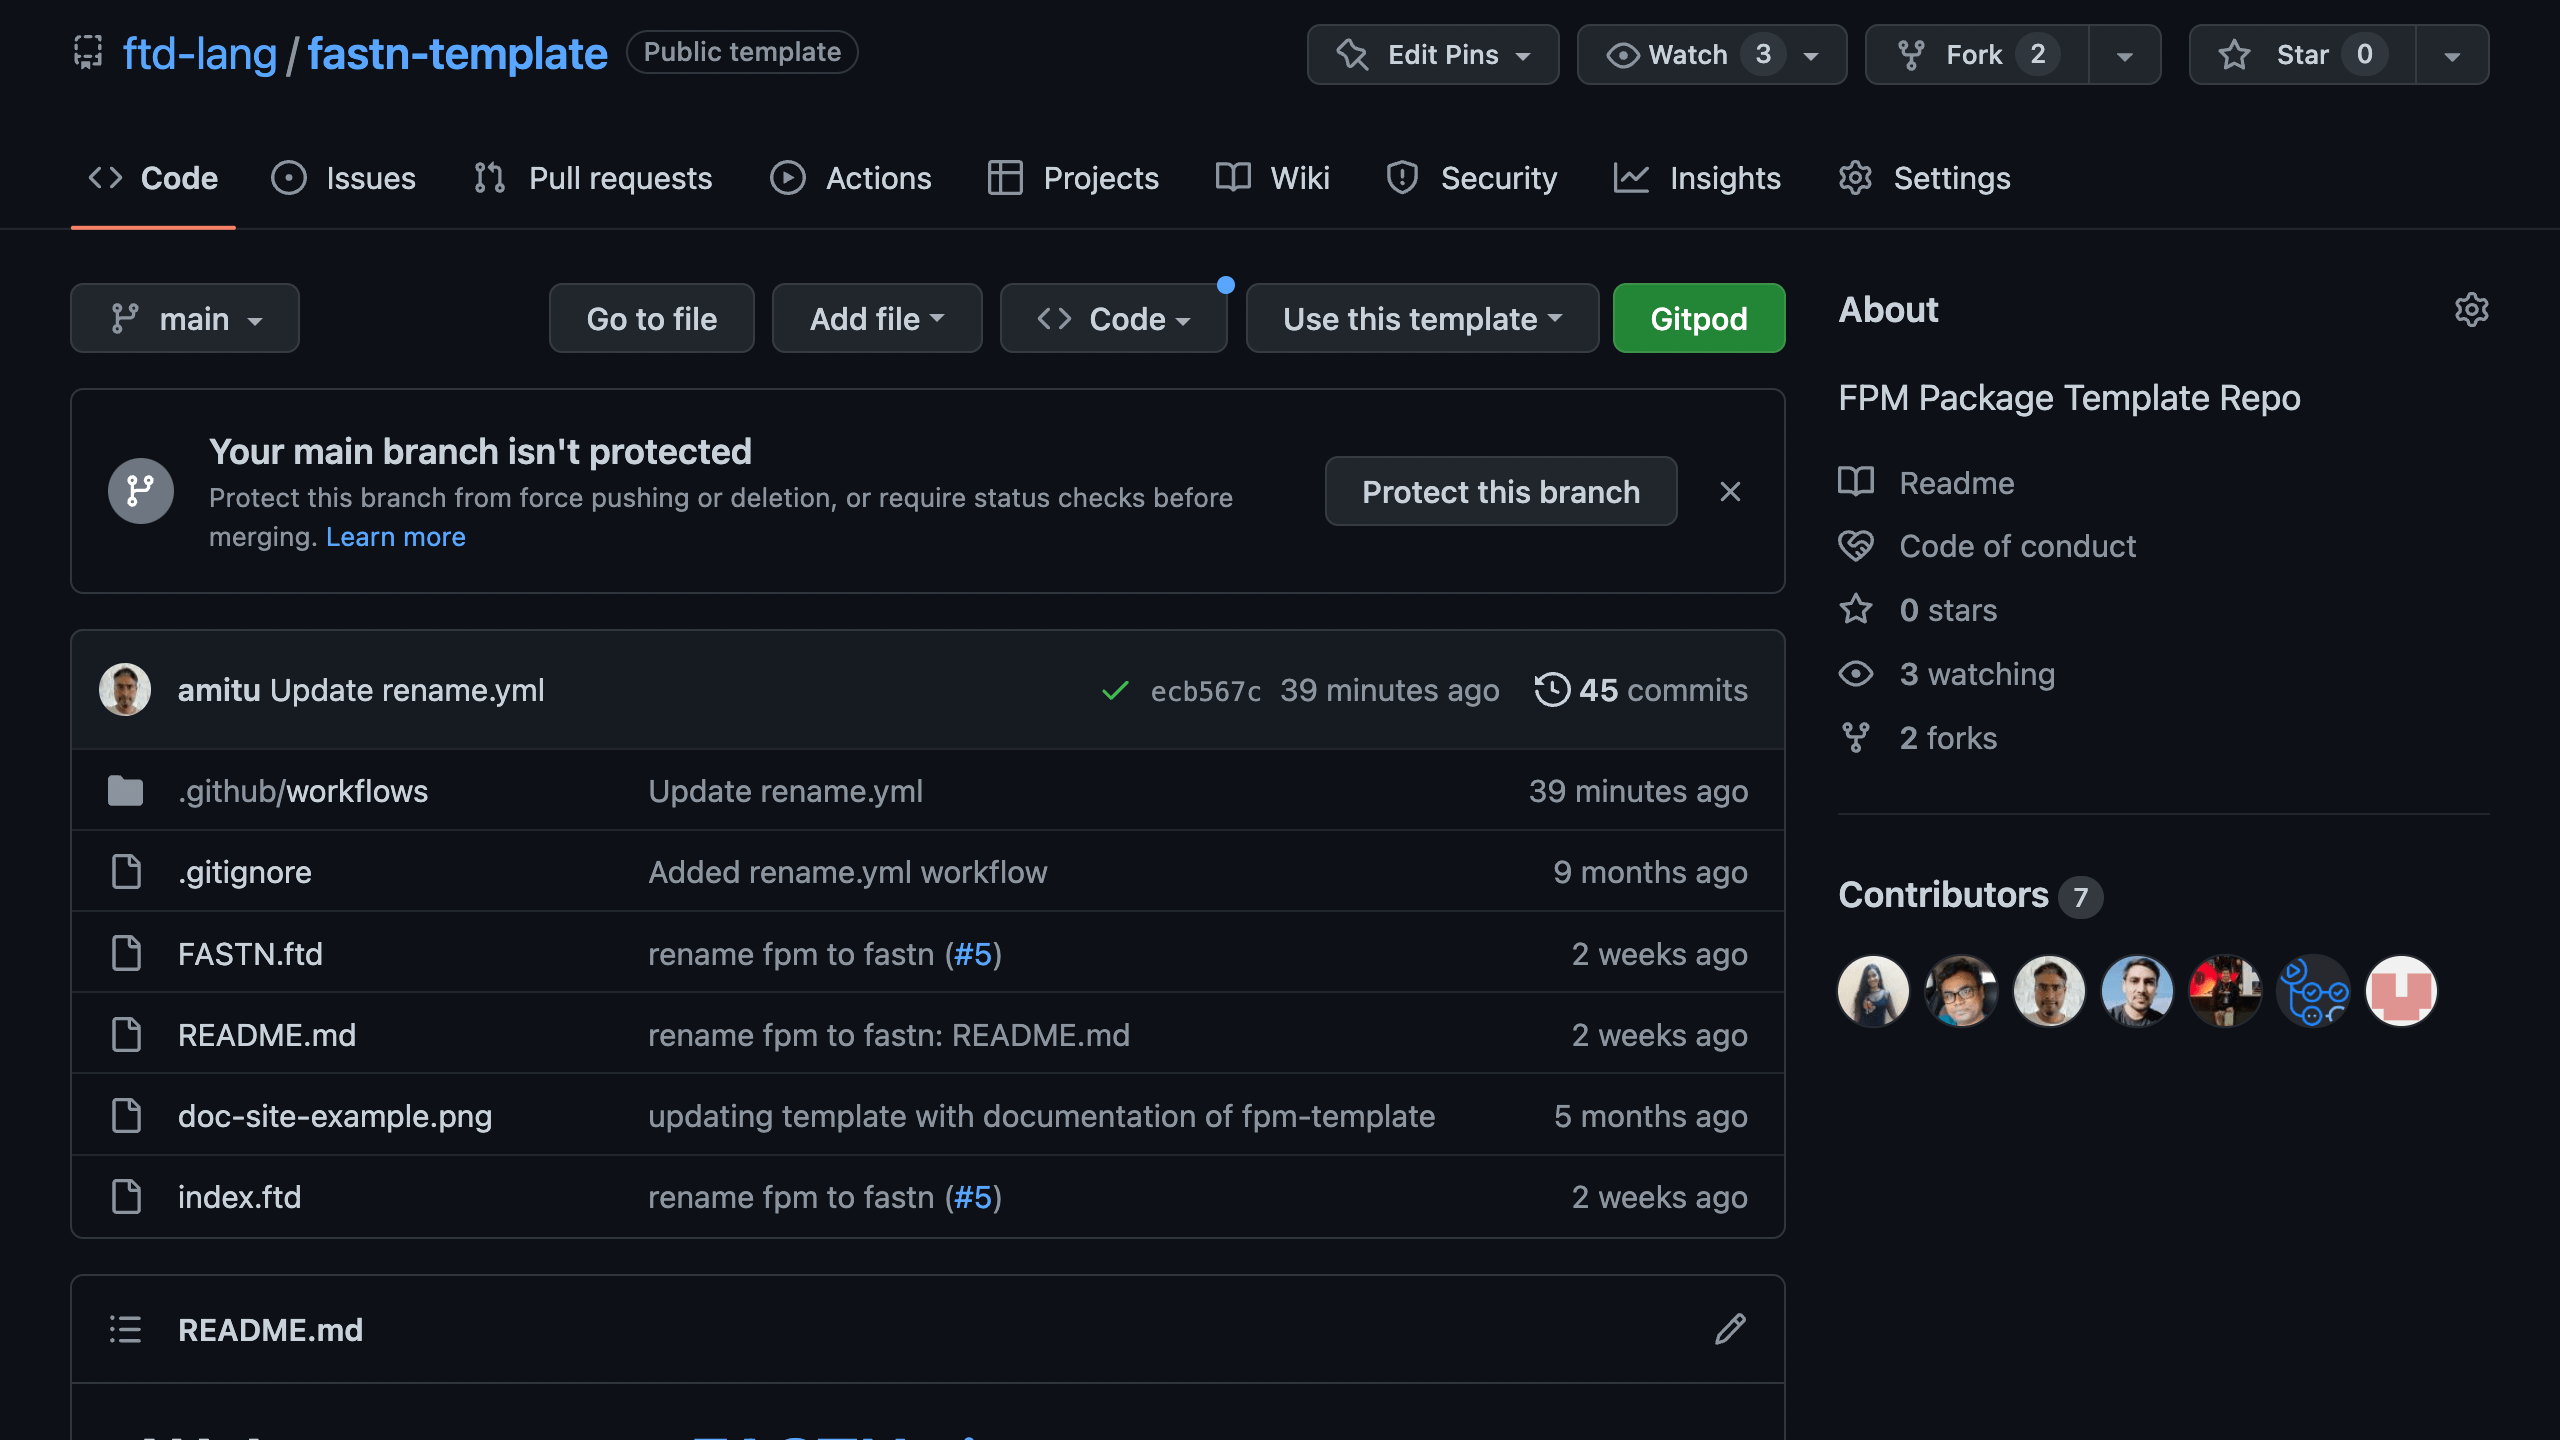 ftd-lang / fastn-template Public template Edit Pins Watch 3 Fork 2 Star 0
Code Issues Pull requests Actions Projects Wiki Security Insights Settings
main Go to file Add file Code Use this template Gitpod
Your main branch isn't protected
Protect this branch from force pushing or deletion, or require status checks before
merging. Learn more
Protect this branch
amitu Update rename.yml ecb567c 39 minutes ago 45 commits
.github/workflows Update rename.yml 39 minutes ago
.gitignore Added rename.yml workflow 9 months ago
FASTN.ftd rename fpm to fastn (#5) 2 weeks ago
README.md rename fpm to fastn: README.md 2 weeks ago
doc-site-example.png updating template with documentation of fpm-template 5 months ago
index.ftd rename fpm to fastn (#5) 2 weeks ago
README.md
About
FPM Package Template Repo
Readme
Code of conduct
0 stars
3 watching
2 forks
Contributors 7